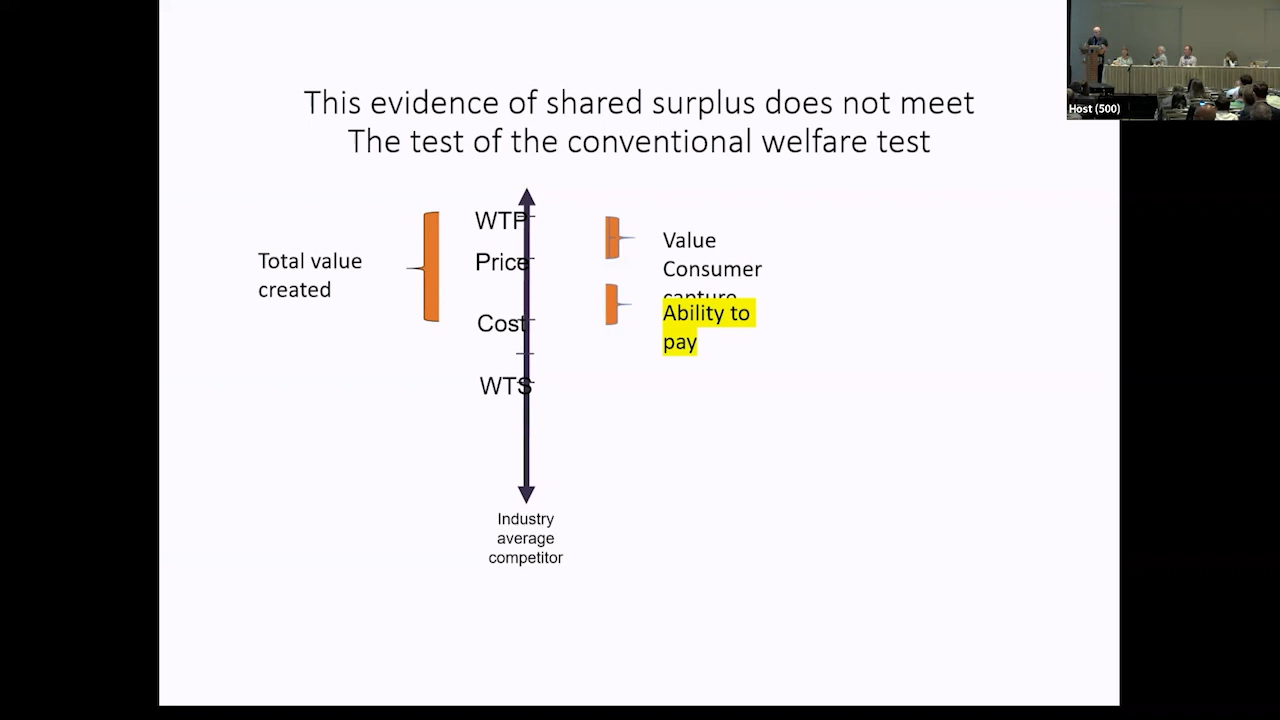 This evidence of shared surplus does not meet
The test of the conventional welfare test
Host (500)
WTP
Price
Cost
WTS
Total value
created
Value
Consumer
capture
Ability to
pay
Industry
average
competitor